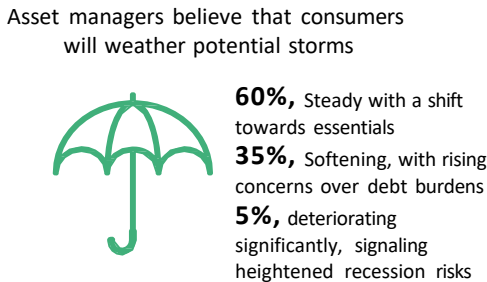 Asset managers believe that consumers
will weather potential storms
60%, Steady with a shift
towards essentials
35%, Softening, with rising
concerns over debt burdens
5%, deteriorating
significantly, signaling
heightened recession risks